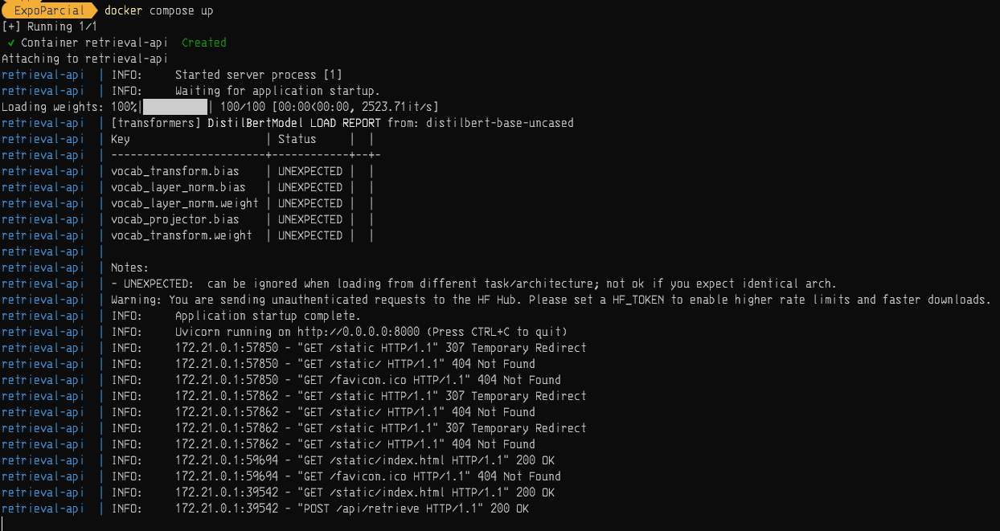 ExpoParcial docker compose up
[+] Running 1/1
✓ Container retrieval-api  Created
Attaching to retrieval-api
retrieval-api  | INFO:     Started server process [1]
retrieval-api  | INFO:     Waiting for application startup.
Loading weights: 100%|██████████| 100/100 [00:00<00:00, 2523.71it/s]
retrieval-api  | [transformers] DistilBertModel LOAD REPORT from: distilbert-base-uncased
retrieval-api  | Key                     | Status     |  |
retrieval-api  | ------------------------+------------+--+-
retrieval-api  | vocab_transform.bias    | UNEXPECTED |  |
retrieval-api  | vocab_layer_norm.bias   | UNEXPECTED |  |
retrieval-api  | vocab_layer_norm.weight | UNEXPECTED |  |
retrieval-api  | vocab_projector.bias    | UNEXPECTED |  |
retrieval-api  | vocab_transform.weight  | UNEXPECTED |  |
retrieval-api  |
retrieval-api  | Notes:
retrieval-api  | - UNEXPECTED:  can be ignored when loading from different task/architecture; not ok if you expect identical arch.
retrieval-api  | Warning: You are sending unauthenticated requests to the HF Hub. Please set a HF_TOKEN to enable higher rate limits and faster downloads.
retrieval-api  | INFO:     Application startup complete.
retrieval-api  | INFO:     Uvicorn running on http://0.0.0.0:8000 (Press CTRL+C to quit)
retrieval-api  | INFO:     172.21.0.1:57850 - "GET /static HTTP/1.1" 307 Temporary Redirect
retrieval-api  | INFO:     172.21.0.1:57850 - "GET /static/ HTTP/1.1" 404 Not Found
retrieval-api  | INFO:     172.21.0.1:57850 - "GET /favicon.ico HTTP/1.1" 404 Not Found
retrieval-api  | INFO:     172.21.0.1:57862 - "GET /static HTTP/1.1" 307 Temporary Redirect
retrieval-api  | INFO:     172.21.0.1:57862 - "GET /static/ HTTP/1.1" 404 Not Found
retrieval-api  | INFO:     172.21.0.1:57862 - "GET /static HTTP/1.1" 307 Temporary Redirect
retrieval-api  | INFO:     172.21.0.1:57862 - "GET /static/ HTTP/1.1" 404 Not Found
retrieval-api  | INFO:     172.21.0.1:59694 - "GET /static/index.html HTTP/1.1" 200 OK
retrieval-api  | INFO:     172.21.0.1:59694 - "GET /favicon.ico HTTP/1.1" 404 Not Found
retrieval-api  | INFO:     172.21.0.1:39542 - "GET /static/index.html HTTP/1.1" 200 OK
retrieval-api  | INFO:     172.21.0.1:39542 - "POST /api/retrieve HTTP/1.1" 200 OK